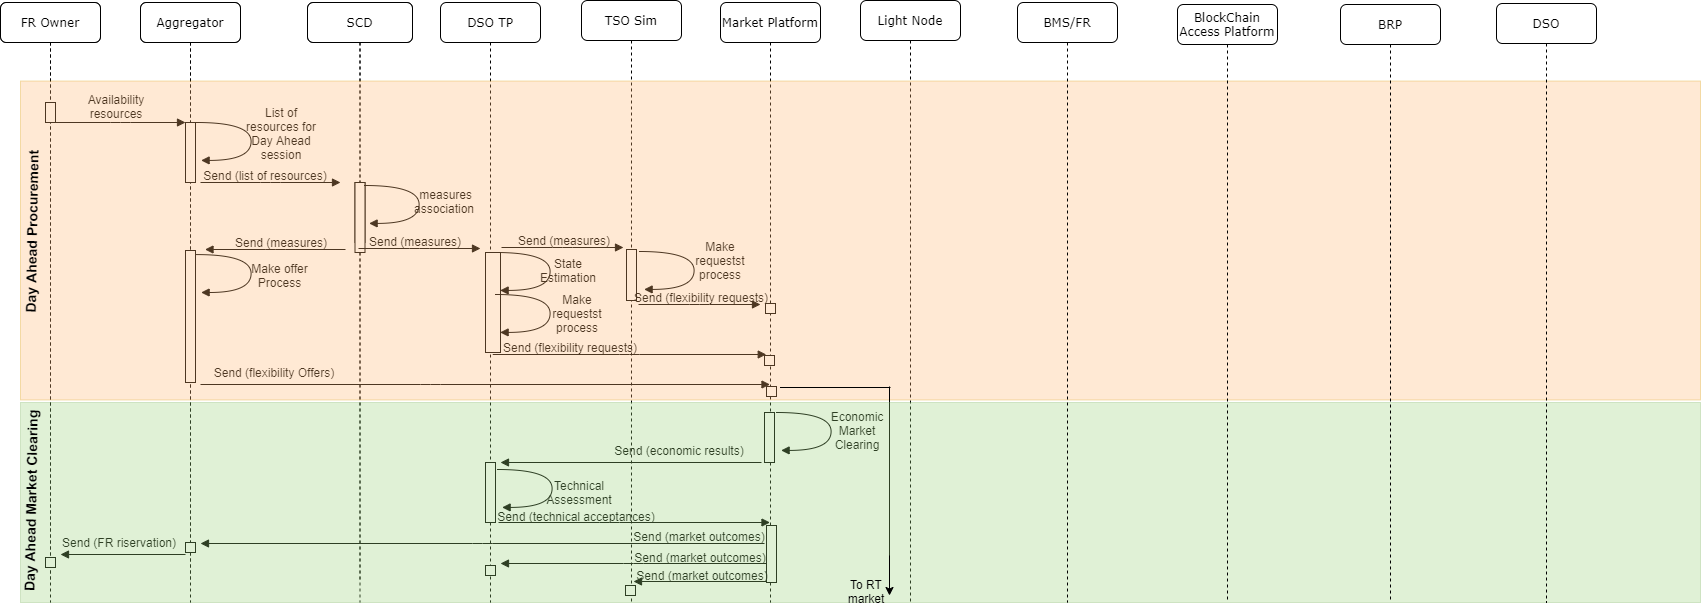 FR Owner
Aggregator
SCD
DSO TP
TSO Sim
Market Platform
Light Node
BMS/FR
BlockChain
Access Platform
BRP
DSO
Day Ahead Procurement
Availability
resources
List of
resources for
Day Ahead
session
Send (list of resources)
measures
association
Send (measures)
Send (measures)
Send (measures)
Make offer
Process
State
Estimation
Make
requestst
process
Send (flexibility requests)
Make
requestst
process
Send (flexibility requests)
Send (flexibility Offers)
Day Ahead Market Clearing
Economic
Market
Clearing
Send (economic results)
Technical
Assessment
Send (technical acceptances)
Send (market outcomes)
Send (FR riservation)
Send (market outcomes)
Send (market outcomes)
To RT
market